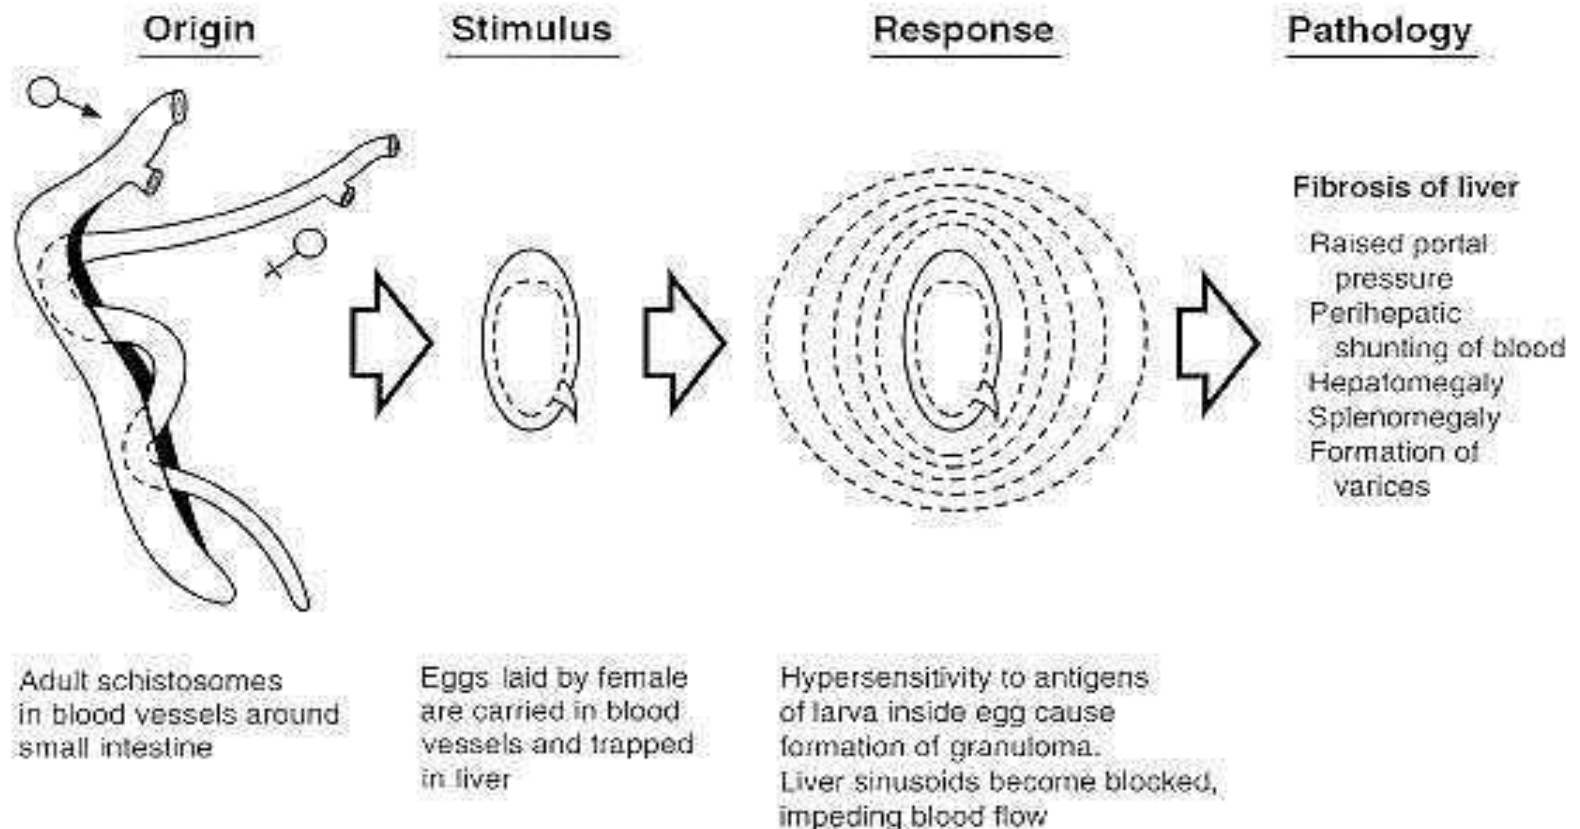 Origin
Stimulus
Response
Pathology
Fibrosis of liver
Raised portal
pressure
Perihepatic
shunting of blood
Hepatomegaly
Splenomegaly
Formation of
varices
Adult schistosomes
in blood vessels around
small intestine
Eggs laid by female
are carried in blood
vessels and trapped
in liver
Hypersensitivity to antigens
of larva inside egg cause
formation of granuloma.
Liver sinusoids become blocked,
impeding blood flow